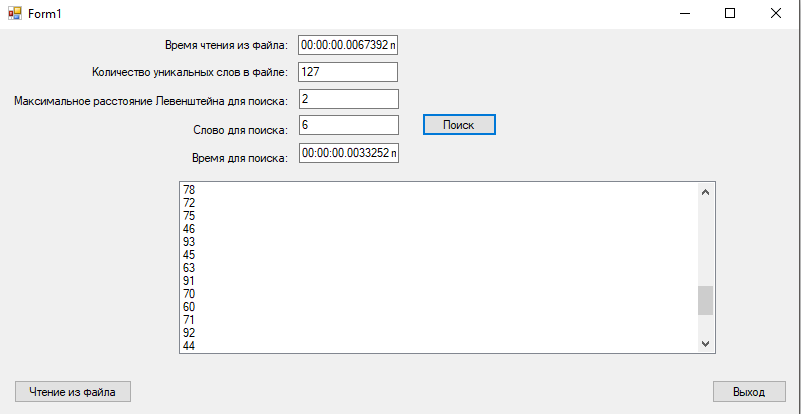 Form1
Время чтения из файла: 00:00:00.0067392 m
Количество уникальных слов в файле: 127
Максимальное расстояние Левенштейна для поиска: 2
Слово для поиска: 6 Поиск
Время для поиска: 00:00:00.0033252 m
78
72
75
46
93
45
63
91
70
60
71
92
44
Чтение из файла Выход